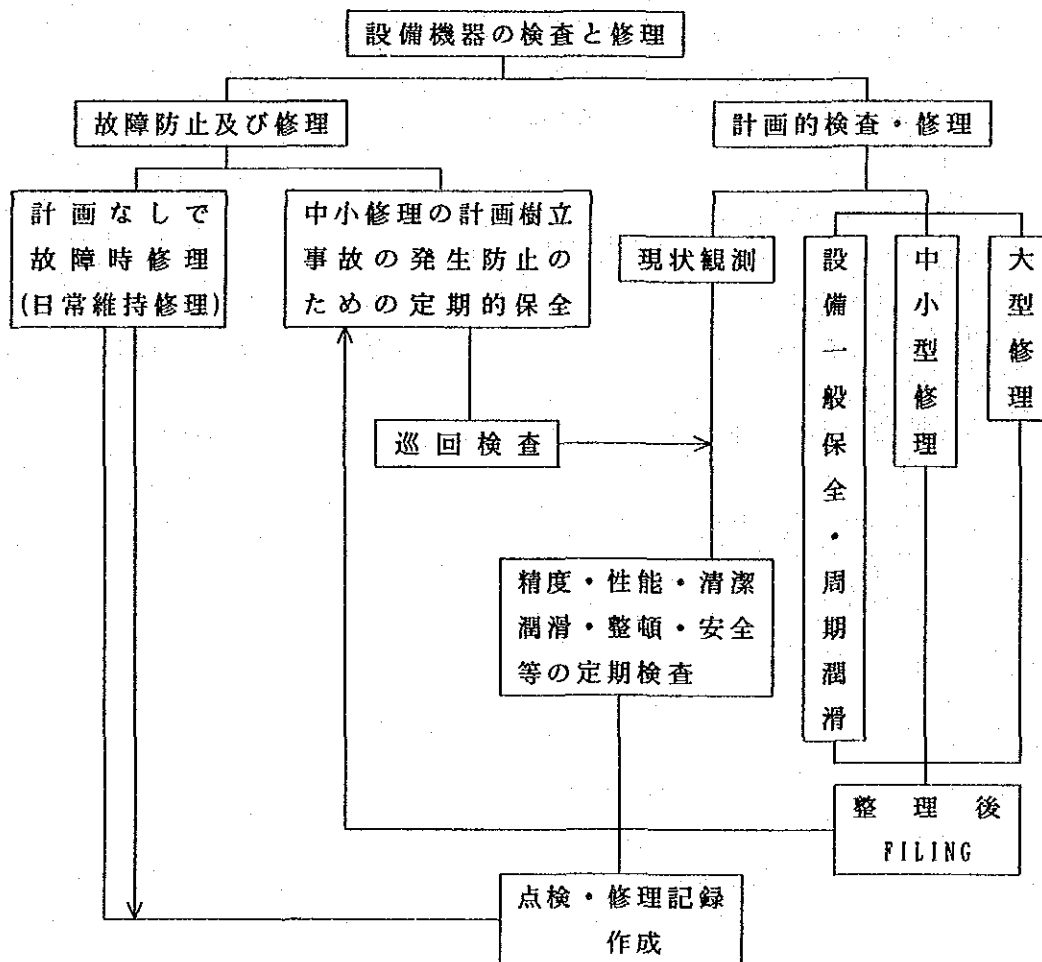 設備機器の検査と修理
故障防止及び修理
計画的検査・修理
計画なしで
故障時修理
(日常維持修理)
中小修理の計画樹立
事故の発生防止の
ための定期的保全
現状観測
設備一般保全・周期潤滑
中小型修理
大型修理
巡回検査
精度・性能・清潔
潤滑・整頓・安全
等の定期検査
整理後
FILING
点検・修理記録
作成